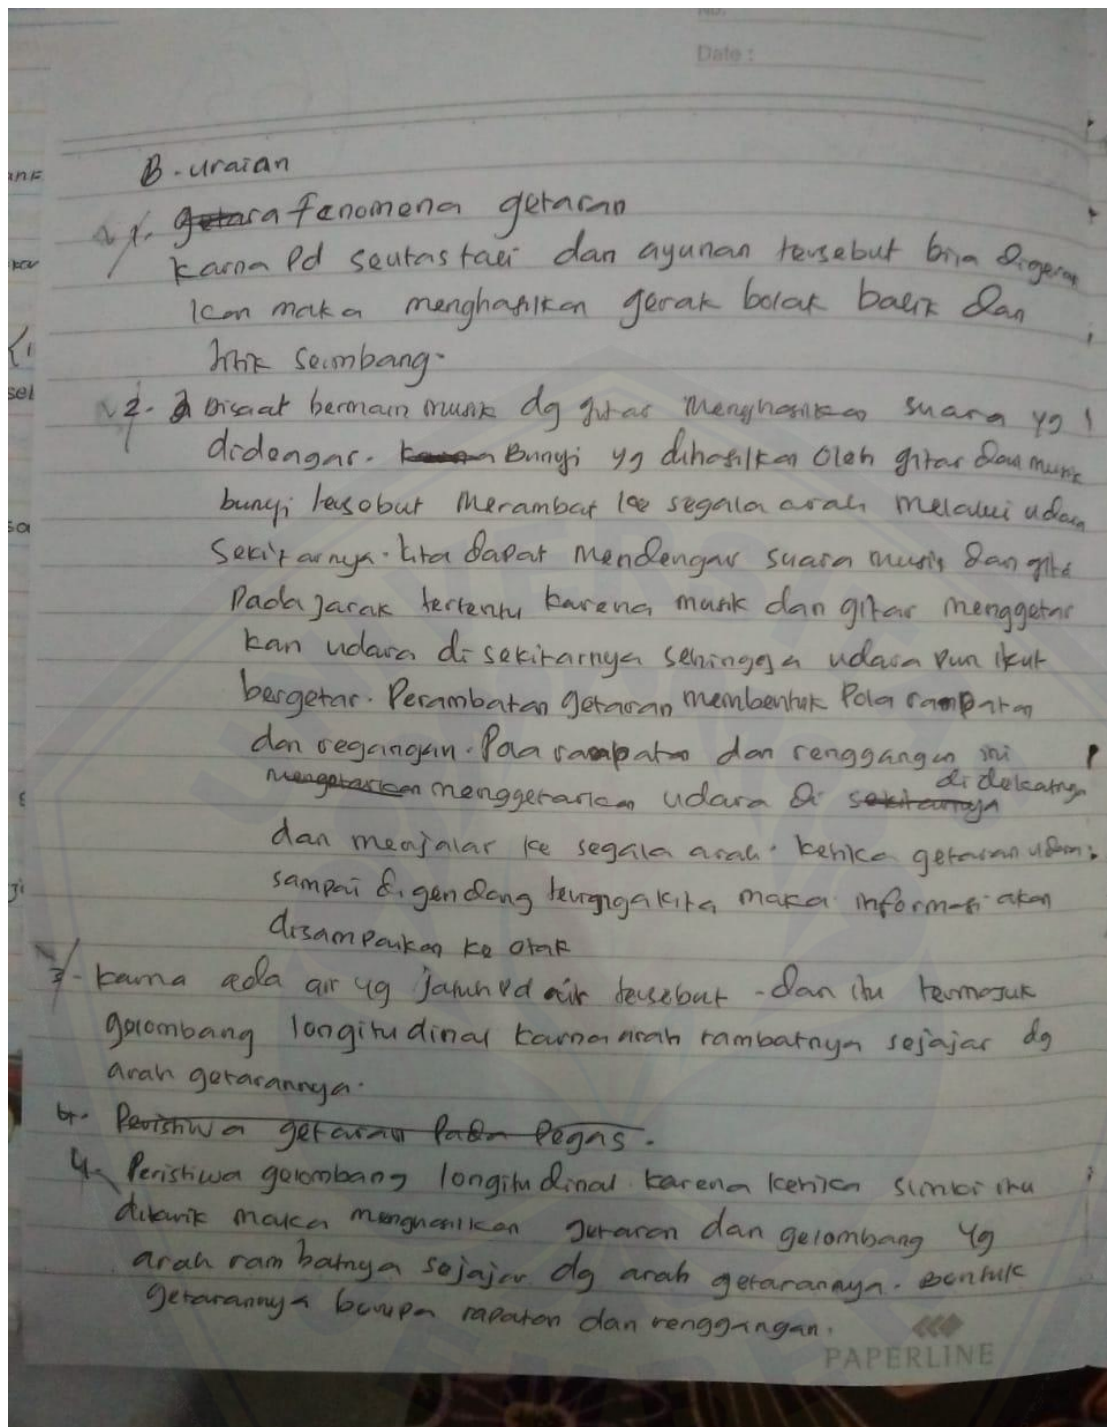 No.
Date :
B. uraian
1. getara fenomena getaran
karna Pd seutas tali dan ayunan tersebut bila digerak
kan maka menghasilkan gerak bolak balik dan
titik seimbang.
2. Disaat bermain musik dg gitar menghasilkan suara yg
didengar. karena Bunyi yg dihasilkan oleh gitar dan musik
bunyi tersebut merambat ke segala arah melalui udara
sekitarnya. kita dapat mendengar suara musik dan gitar
Pada jarak tertentu karena musik dan gitar menggetar
kan udara di sekitarnya sehingga udara pun ikut
bergetar. Perambatan getaran membentuk Pola rampatan
dan regangan. Pola rampatan dan renggangan ini
mengetarkan menggetarkan udara di sekitarnya didekatnya
dan menjalar ke segala arah. ketika getaran udara
sampai di gendang telinga kita maka informasi akan
disampaikan ke otak
3. karna ada air yg jatuh Pd air tersebut - dan itu termasuk
gelombang longitudinal karna arah rambatnya sejajar dg
arah getarannya.
4. Peristiwa getaran Pada Pegas.
4. Peristiwa gelombang longitudinal karena ketika slinki itu
ditarik maka menghasilkan getaran dan gelombang yg
arah rambatnya sejajar dg arah getarannya. Bentuk
getarannya berupa rapatan dan renggangan.
PAPERLINE